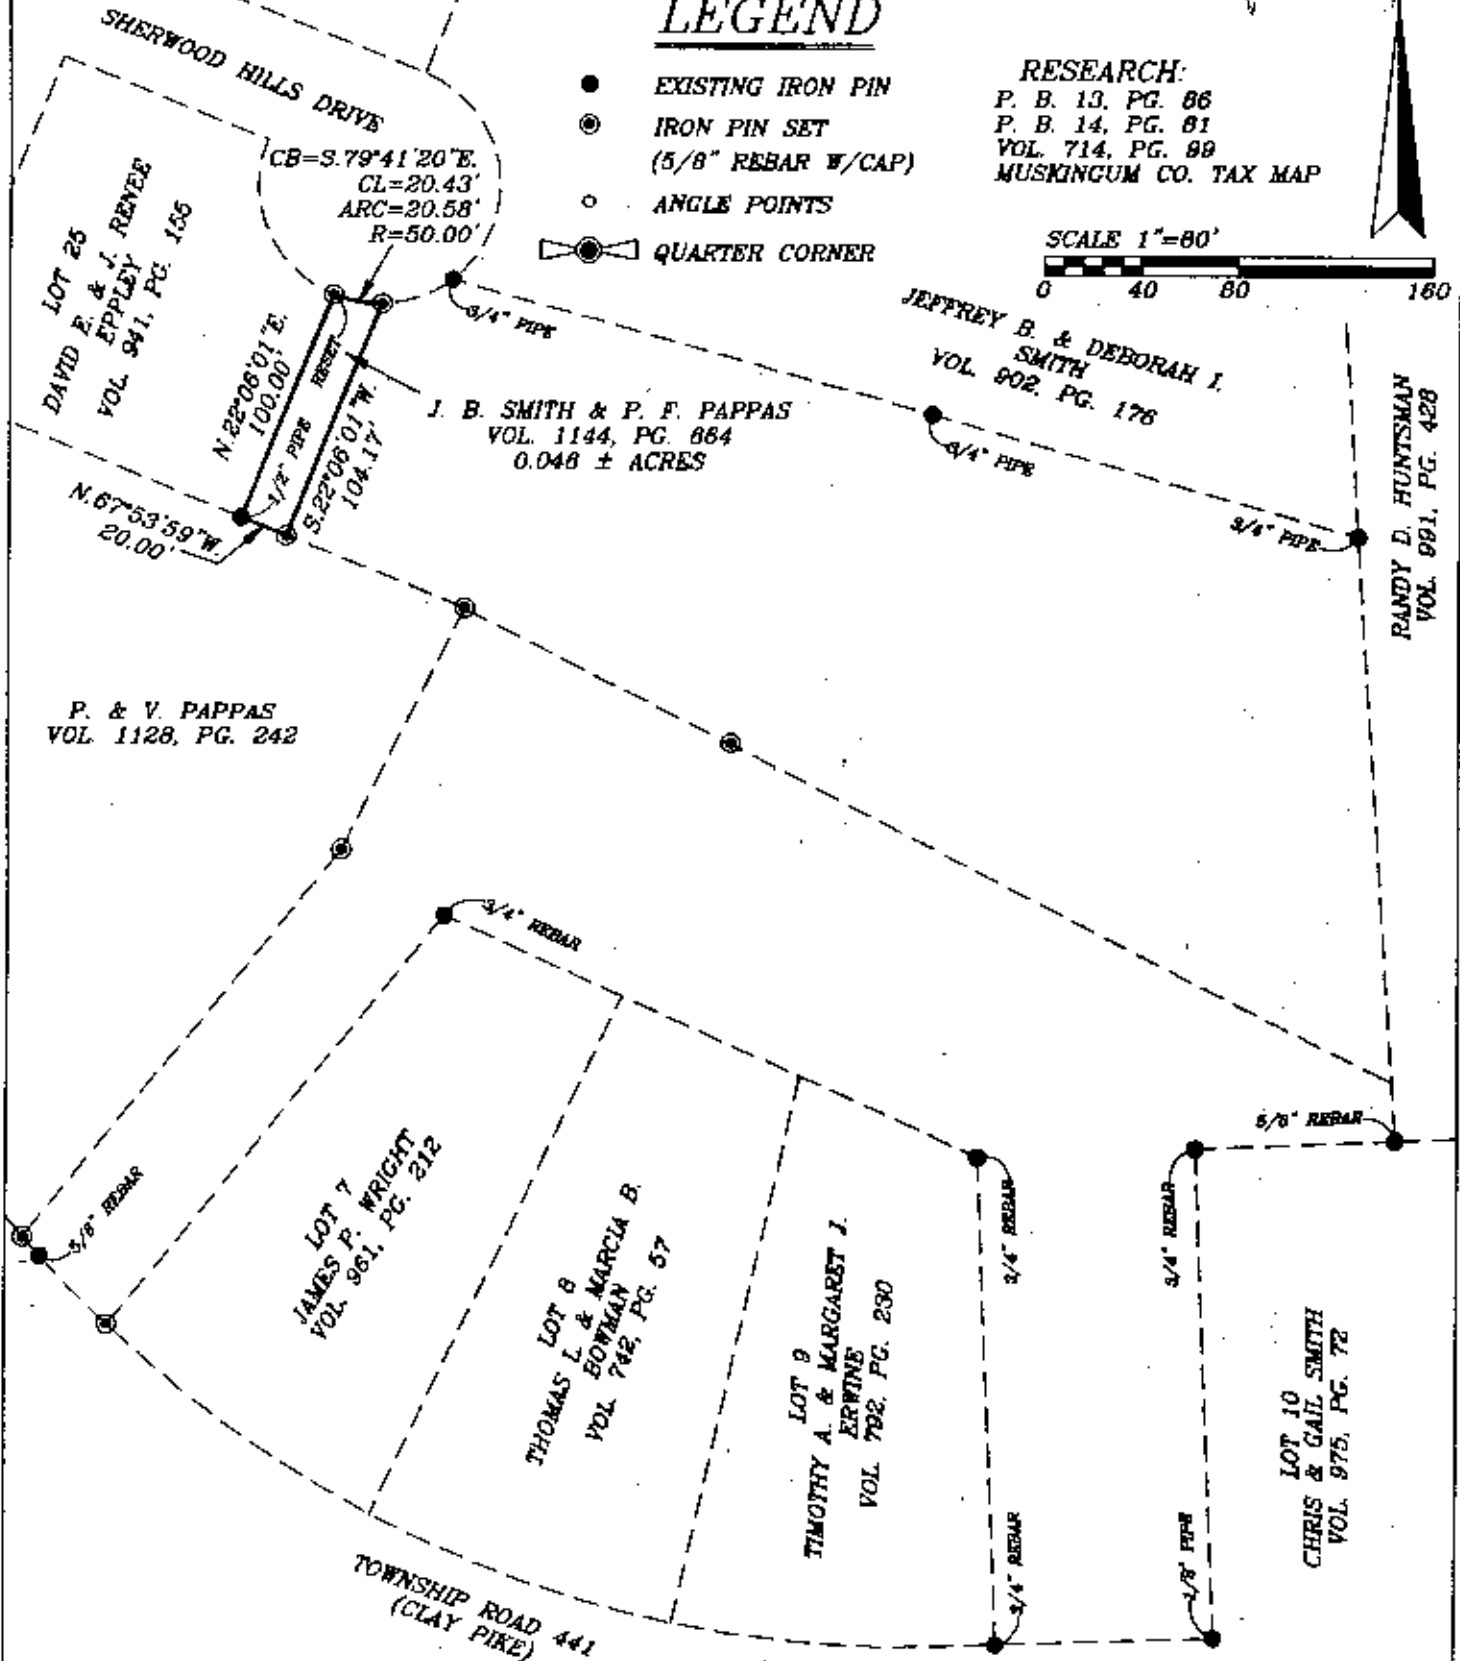 LEGEND
EXISTING IRON PIN
IRON PIN SET
(5/8" REBAR W/CAP)
ANGLE POINTS
QUARTER CORNER
RESEARCH:
P. B. 13, PG. 86
P. B. 14, PG. 81
VOL. 714, PG. 99
MUSKINGUM CO. TAX MAP
SCALE 1"=80'
0 40 80 160
SHERWOOD HILLS DRIVE
CB=S.79°41'20"E.
CL=20.43'
ARC=20.58'
R=50.00'
LOT 25
DAVID E. & J. RENEE
EPPLEY
VOL. 941, PG. 155
N.22°06'01"E.
100.00'
1/2" PIPE
RESET
S.22°06'01"W.
104.17'
N.67°53'59"W.
20.00'
J. B. SMITH & P. F. PAPPAS
VOL. 1144, PG. 664
0.046 ± ACRES
3/4" PIPE
JEFFREY B. & DEBORAH I.
SMITH
VOL. 902, PG. 176
3/4" PIPE
3/4" PIPE
RANDY D. HUNTSMAN
VOL. 991, PG. 428
P. & V. PAPPAS
VOL. 1128, PG. 242
3/4" REBAR
5/8" REBAR
5/8" REBAR
LOT 7
JAMES P. WRIGHT
VOL. 961, PG. 212
LOT 8
THOMAS L. & MARCIA B.
BOWMAN
VOL. 742, PG. 57
LOT 9
TIMOTHY A. & MARGARET J.
ERWINE
VOL. 792, PG. 230
3/4" REBAR
3/4" REBAR
3/4" REBAR
PIPE
LOT 10
CHRIS & GAIL SMITH
VOL. 975, PG. 72
TOWNSHIP ROAD 441
(CLAY PIKE)